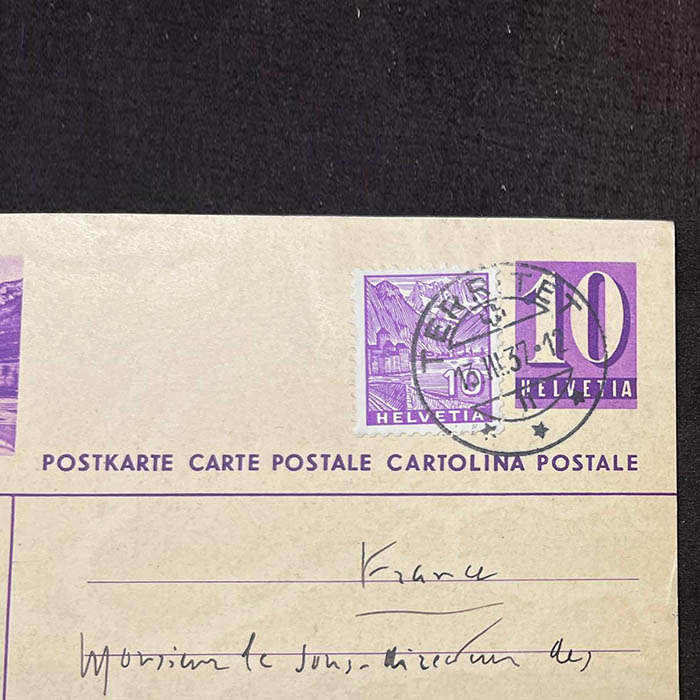 TERRITET
13.III.37.12
10
HELVETIA
10
HELVETIA
POSTKARTE CARTE POSTALE CARTOLINA POSTALE
France
Monsieur le sous-directeur des